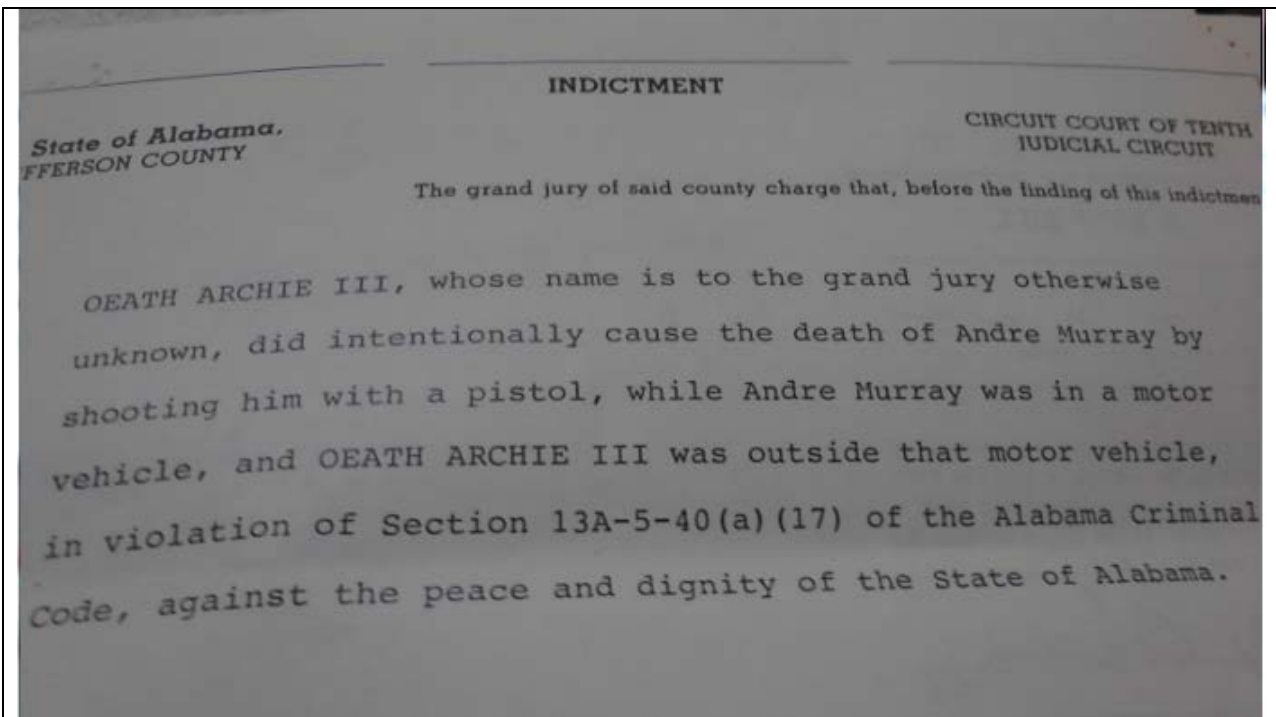 INDICTMENT
State of Alabama,
FFERSON COUNTY
CIRCUIT COURT OF TENTH
JUDICIAL CIRCUIT
The grand jury of said county charge that, before the finding of this indictmen
OEATH ARCHIE III, whose name is to the grand jury otherwise
unknown, did intentionally cause the death of Andre Murray by
shooting him with a pistol, while Andre Murray was in a motor
vehicle, and OEATH ARCHIE III was outside that motor vehicle,
in violation of Section 13A-5-40(a)(17) of the Alabama Criminal
Code, against the peace and dignity of the State of Alabama.